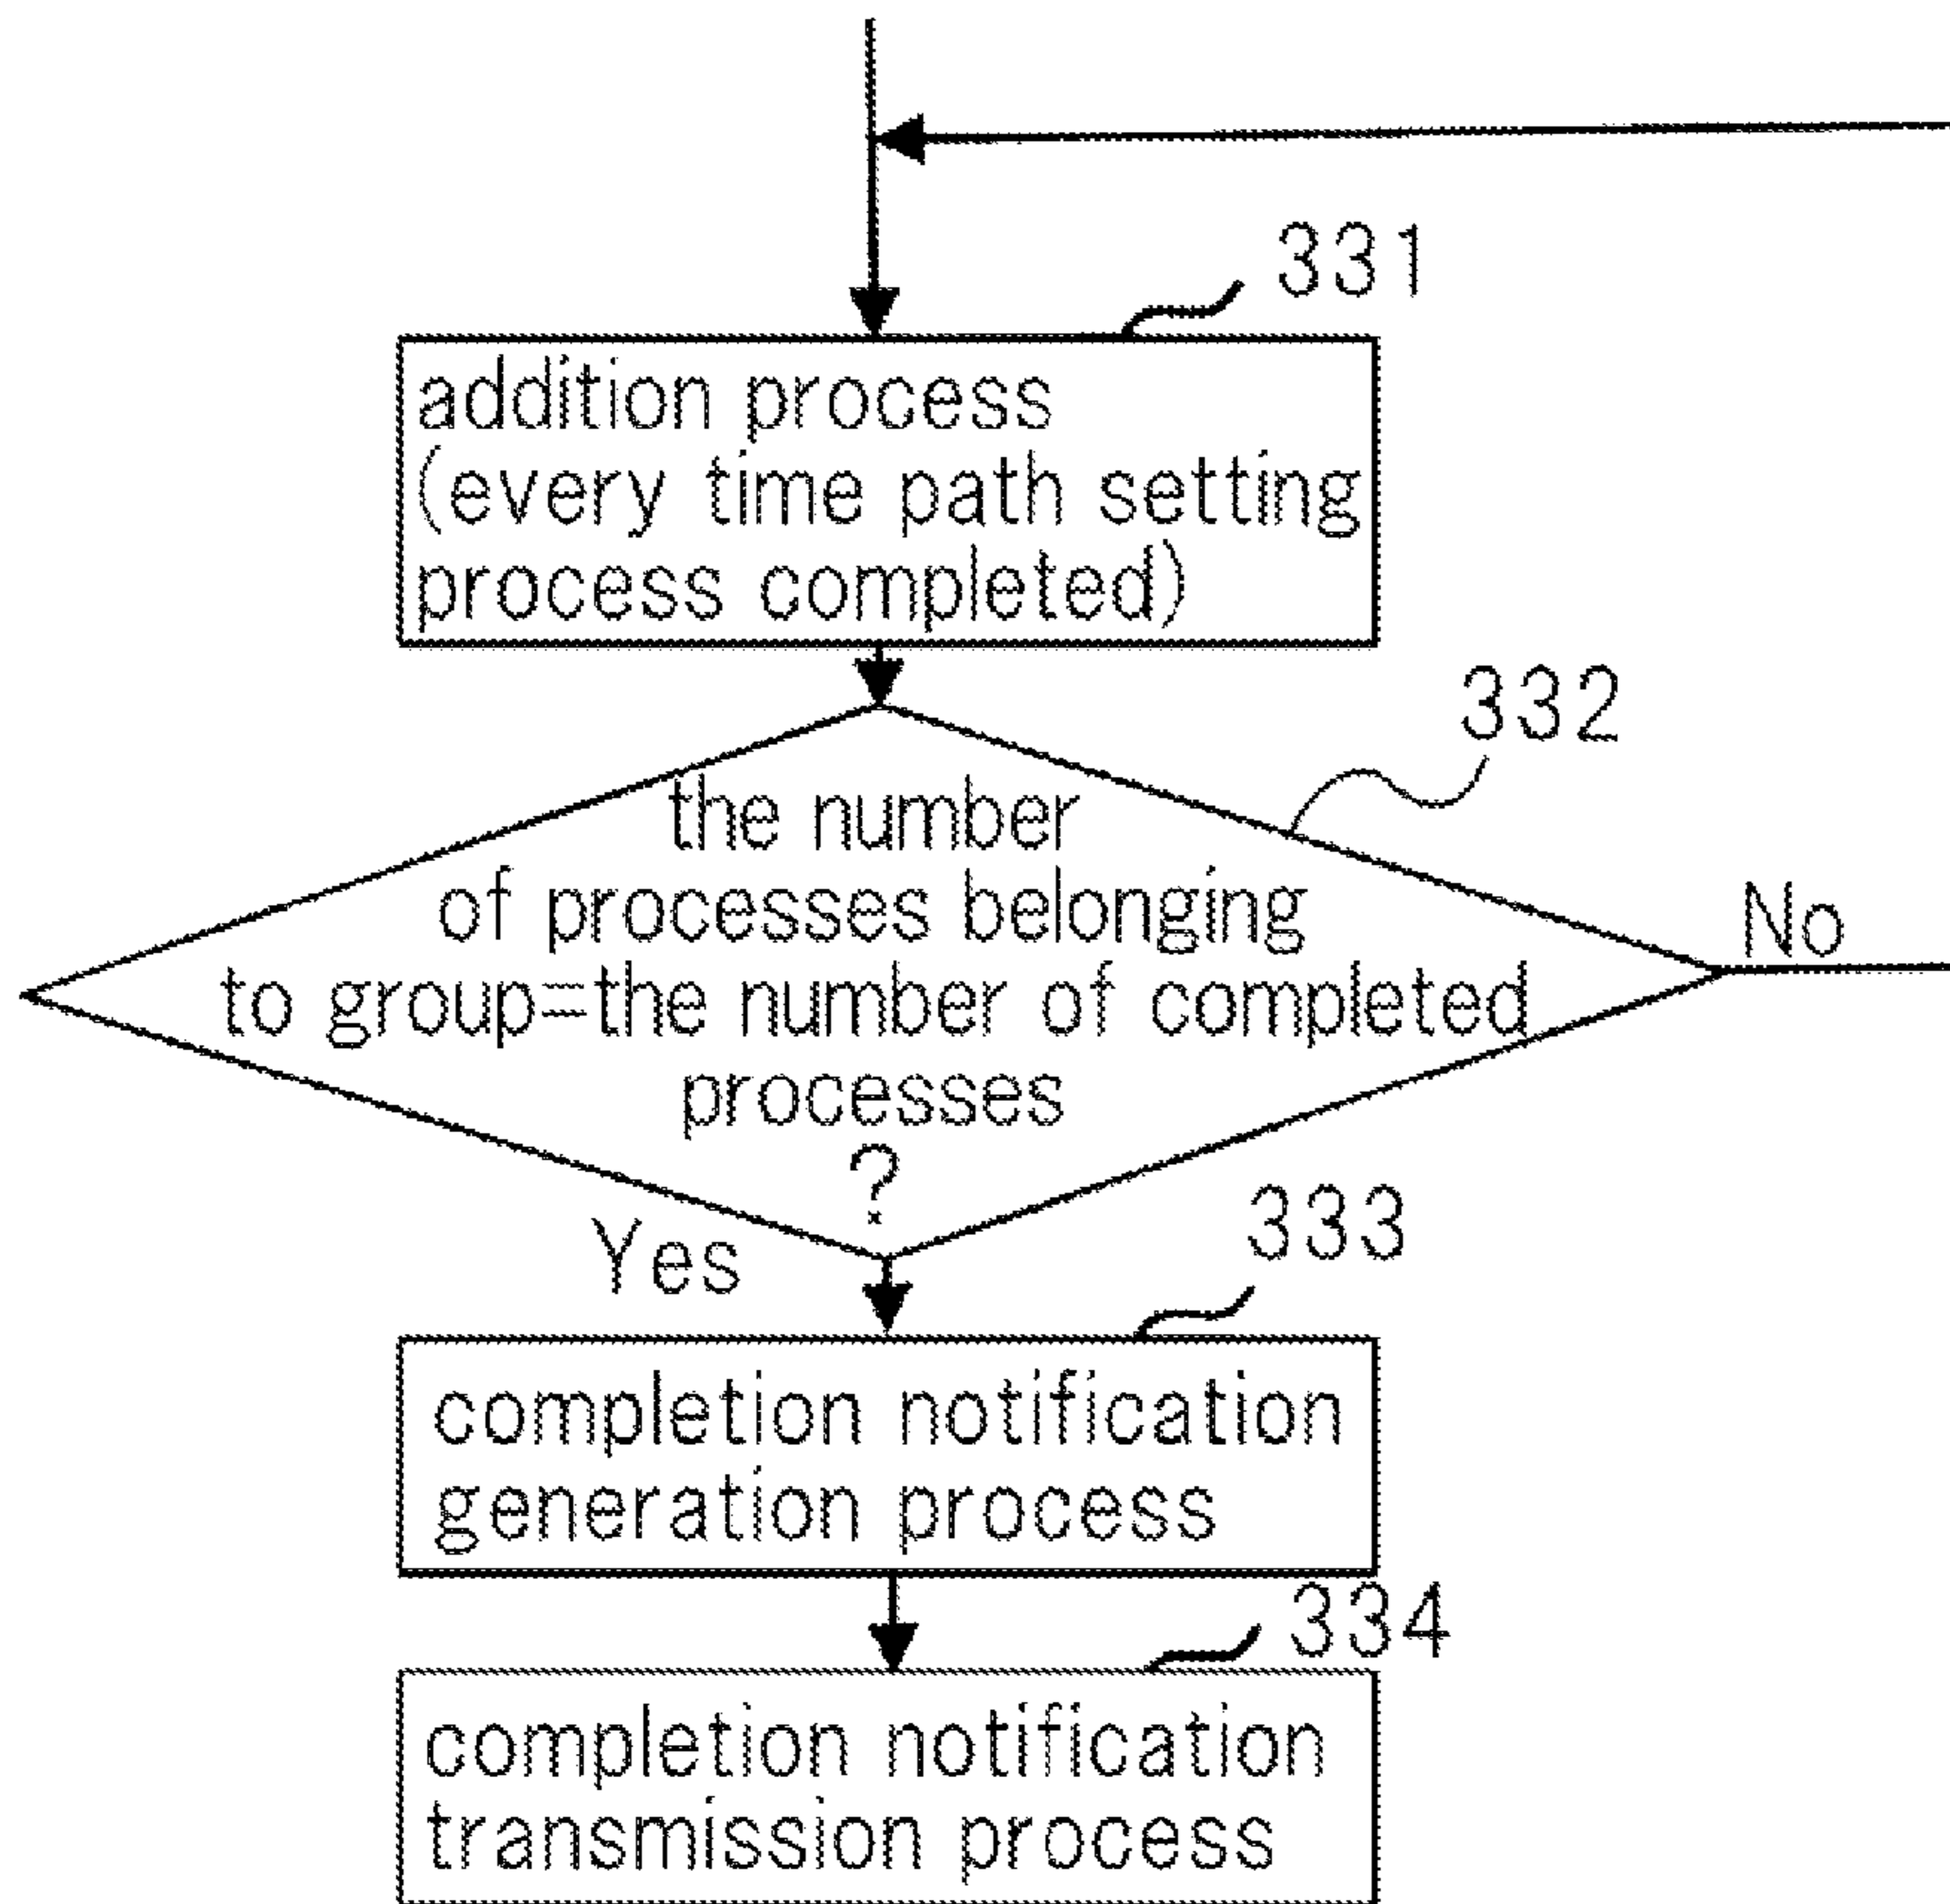 331
addition process
(every time path setting
process completed)
332
the number
of processes belonging
to group=the number of completed
processes
?
No
Yes
333
completion notification
generation process
334
completion notification
transmission process